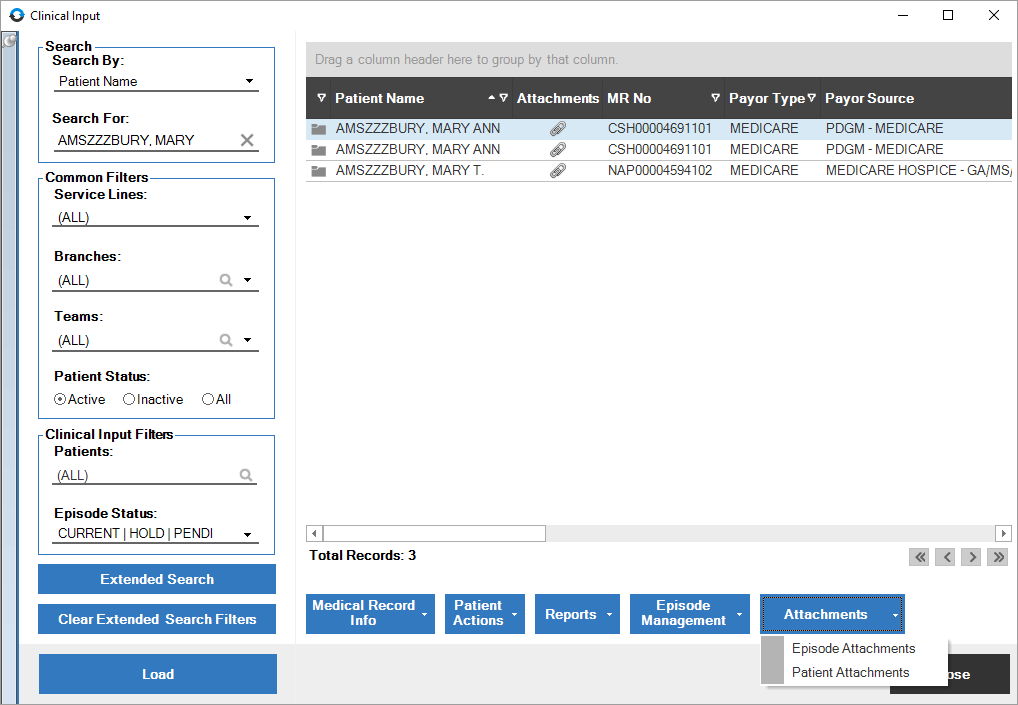 Clinical Input
Search
Search By:
Patient Name
Search For:
AMSZZZBURY, MARY
Common Filters
Service Lines:
(ALL)
Branches:
(ALL)
Teams:
(ALL)
Patient Status:
Active Inactive All
Clinical Input Filters
Patients:
(ALL)
Episode Status:
CURRENT | HOLD | PENDI
Extended Search
Clear Extended Search Filters
Load
Drag a column header here to group by that column.
Patient Name Attachments MR No Payor Type Payor Source
AMSZZZBURY, MARY ANN CSH00004691101 MEDICARE PDGM - MEDICARE
AMSZZZBURY, MARY ANN CSH00004691101 MEDICARE PDGM - MEDICARE
AMSZZZBURY, MARY T. NAP00004594102 MEDICARE MEDICARE HOSPICE - GA/MS/
Total Records: 3
Medical Record
Info
Patient
Actions
Reports
Episode
Management
Attachments
Episode Attachments
Patient Attachments
ose